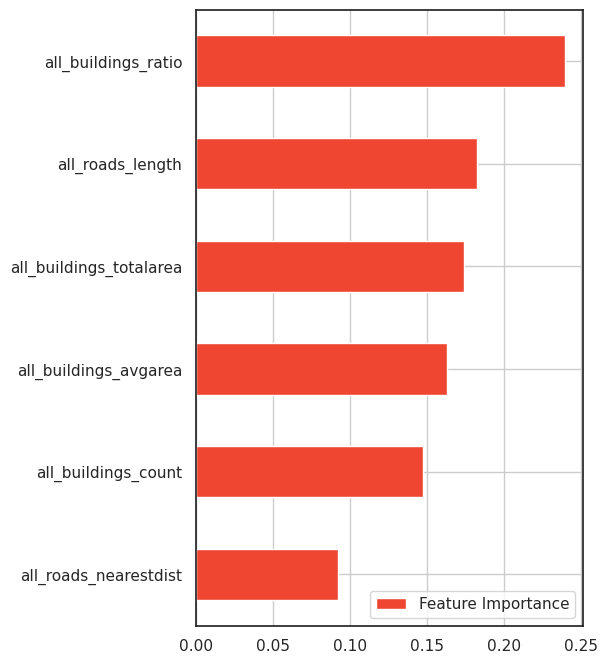 all_buildings_ratio
all_roads_length
all_buildings_totalarea
all_buildings_avgarea
all_buildings_count
all_roads_nearestdist
Feature Importance
0.00 0.05 0.10 0.15 0.20 0.25